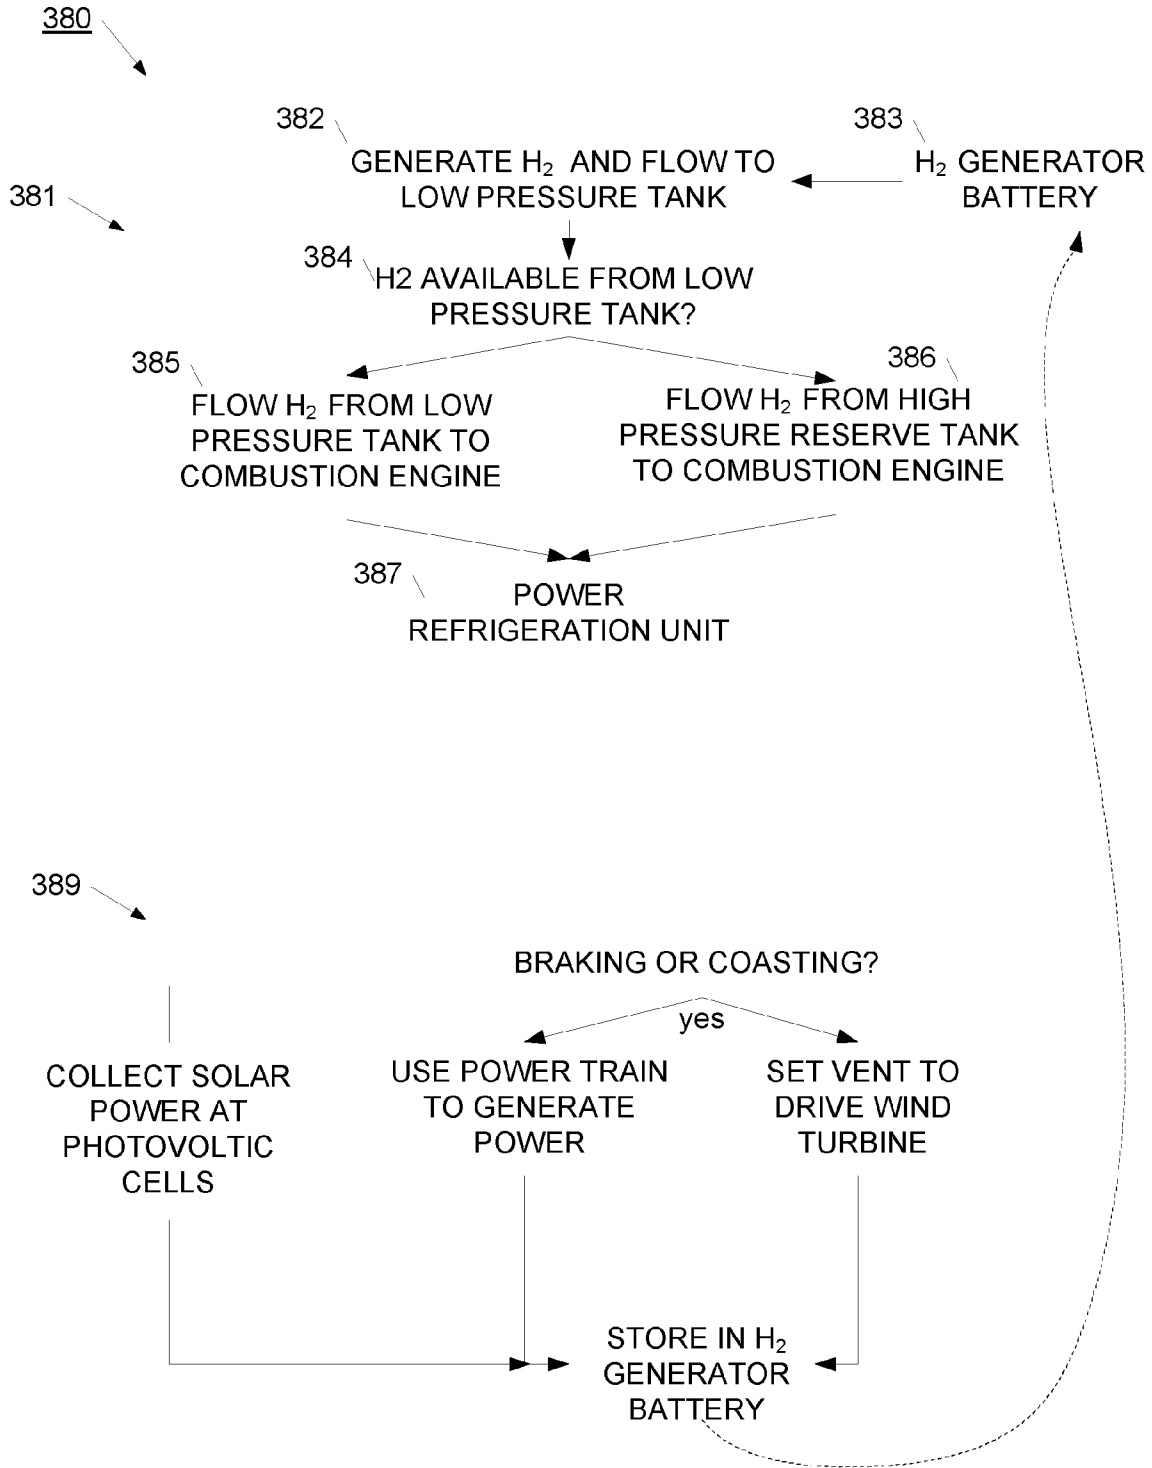 380
382
383
GENERATE H₂ AND FLOW TO
LOW PRESSURE TANK
H₂ GENERATOR
BATTERY
381
384
H2 AVAILABLE FROM LOW
PRESSURE TANK?
385
386
FLOW H₂ FROM LOW
PRESSURE TANK TO
COMBUSTION ENGINE
FLOW H₂ FROM HIGH
PRESSURE RESERVE TANK
TO COMBUSTION ENGINE
387
POWER
REFRIGERATION UNIT
389
BRAKING OR COASTING?
yes
COLLECT SOLAR
POWER AT
PHOTOVOLTIC
CELLS
USE POWER TRAIN
TO GENERATE
POWER
SET VENT TO
DRIVE WIND
TURBINE
STORE IN H₂
GENERATOR
BATTERY